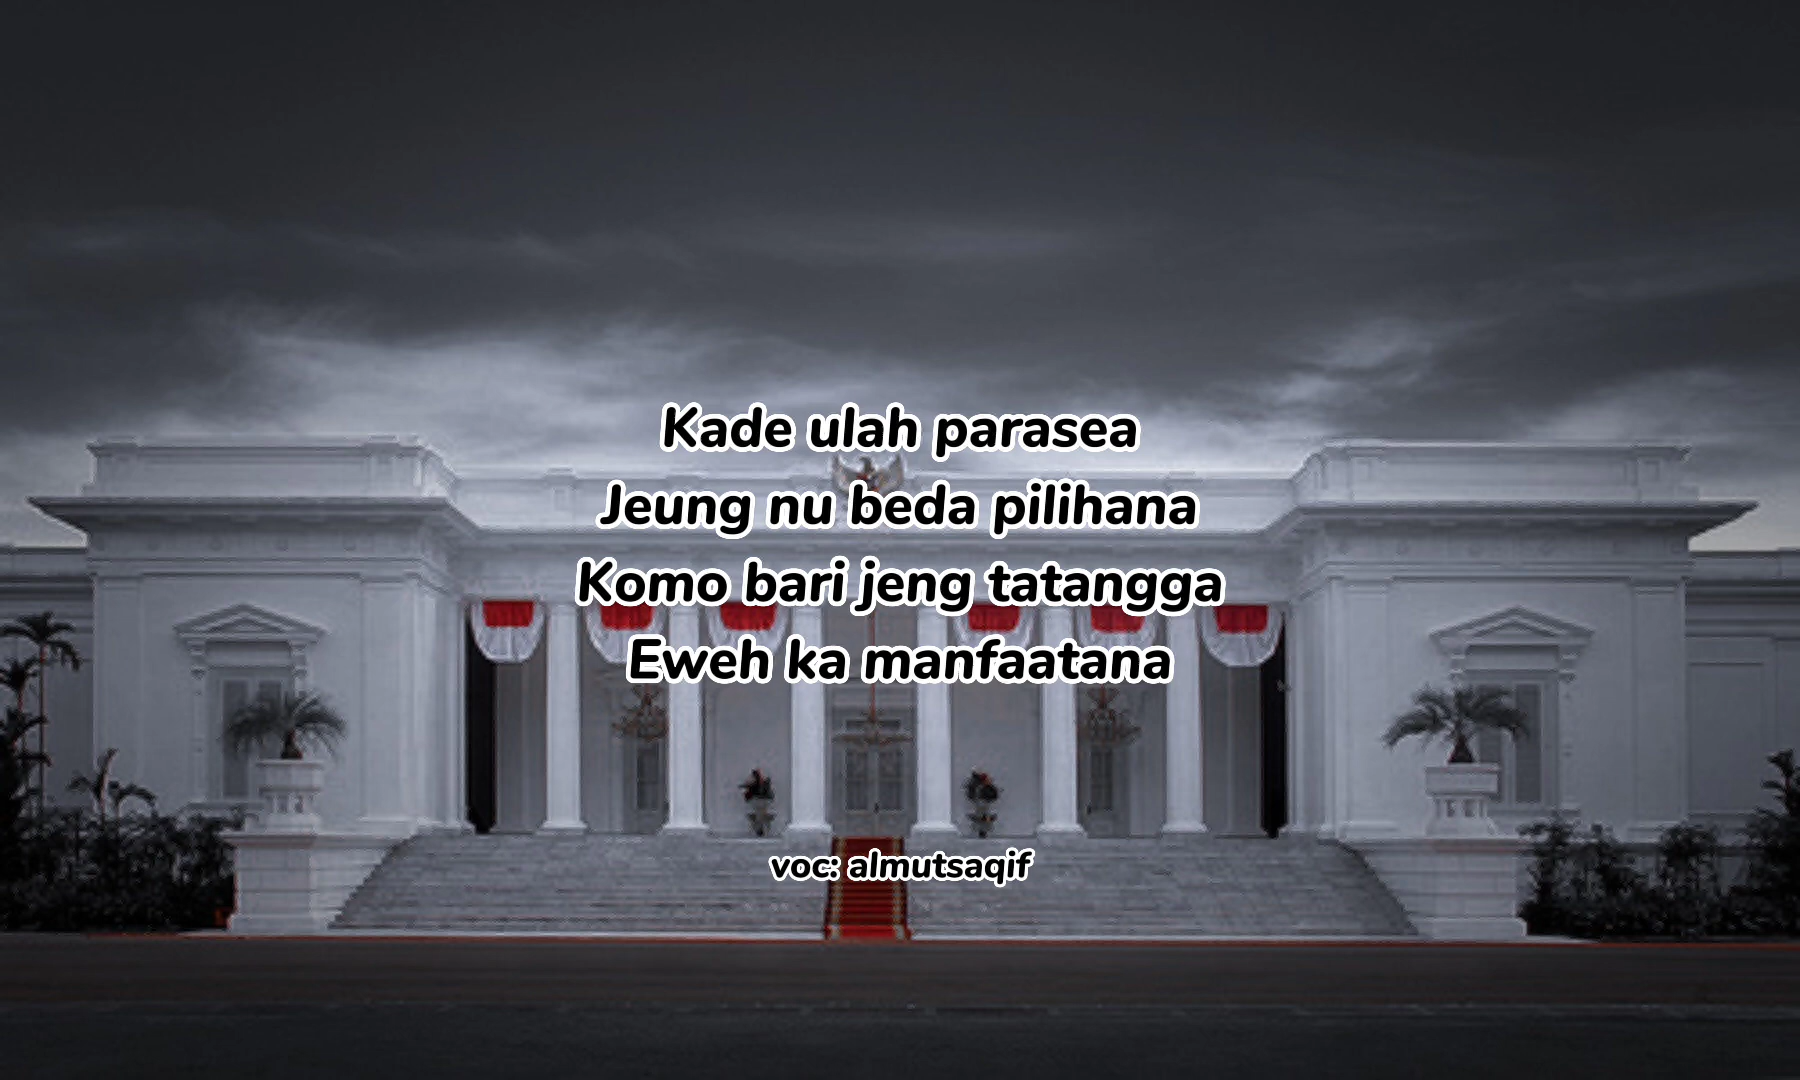 Kade ulah parasea
Jeung nu beda pilihana
Komo bari jeng tatangga
Eweh ka manfaatana
voc: almutsaqif